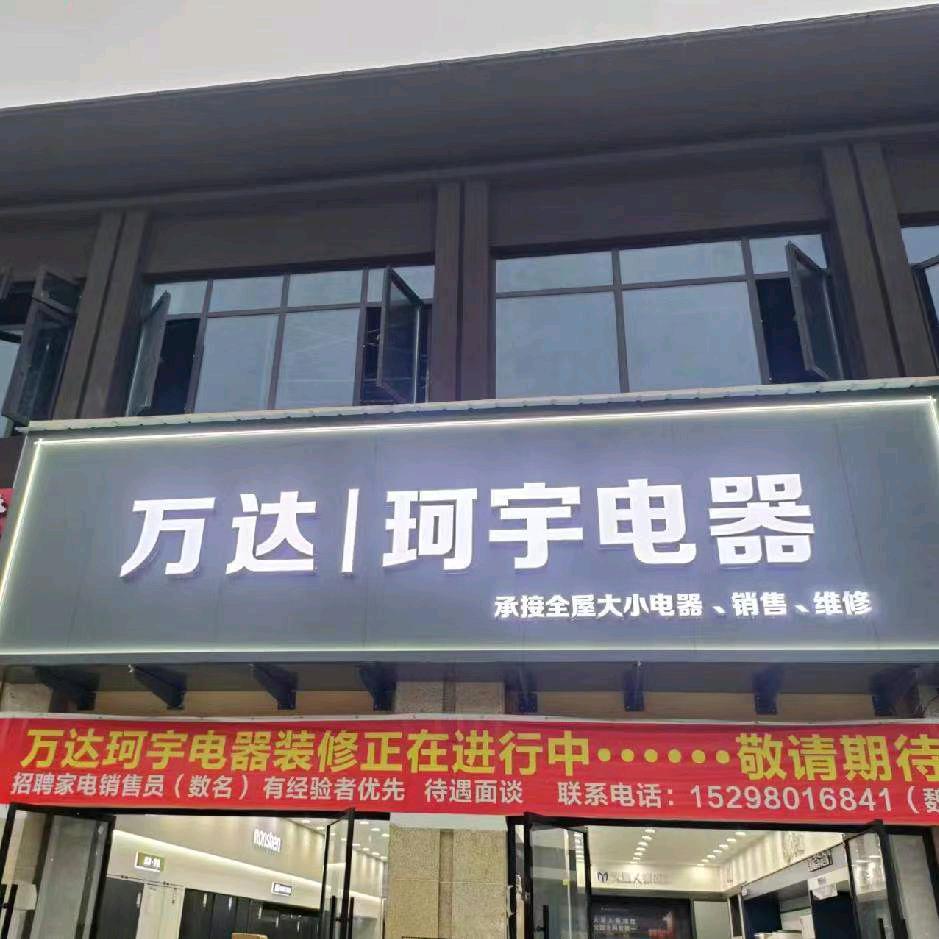 万达|珂宇电器
承接全屋大小电器、销售、维修
万达珂宇电器装修正在进行中······敬请期待
招聘家电销售员（数名）有经验者优先 待遇面谈 联系电话：15298016841（魏